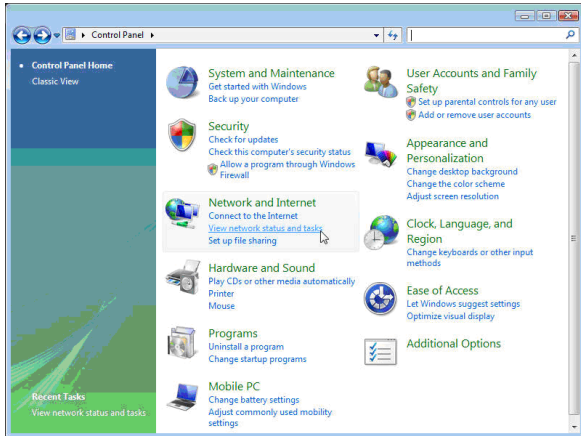 Control Panel
Control Panel Home
Classic View
System and Maintenance
Get started with Windows
Back up your computer
Security
Check for updates
Check this computer's security status
Allow a program through Windows
Firewall
Network and Internet
Connect to the Internet
View network status and tasks
Set up file sharing
Hardware and Sound
Play CDs or other media automatically
Printer
Mouse
Programs
Uninstall a program
Change startup programs
Mobile PC
Change battery settings
Adjust commonly used mobility
settings
User Accounts and Family
Safety
Set up parental controls for any user
Add or remove user accounts
Appearance and
Personalization
Change desktop background
Change the color scheme
Adjust screen resolution
Clock, Language, and
Region
Change keyboards or other input
methods
Ease of Access
Let Windows suggest settings
Optimize visual display
Additional Options
Recent Tasks
View network status and tasks